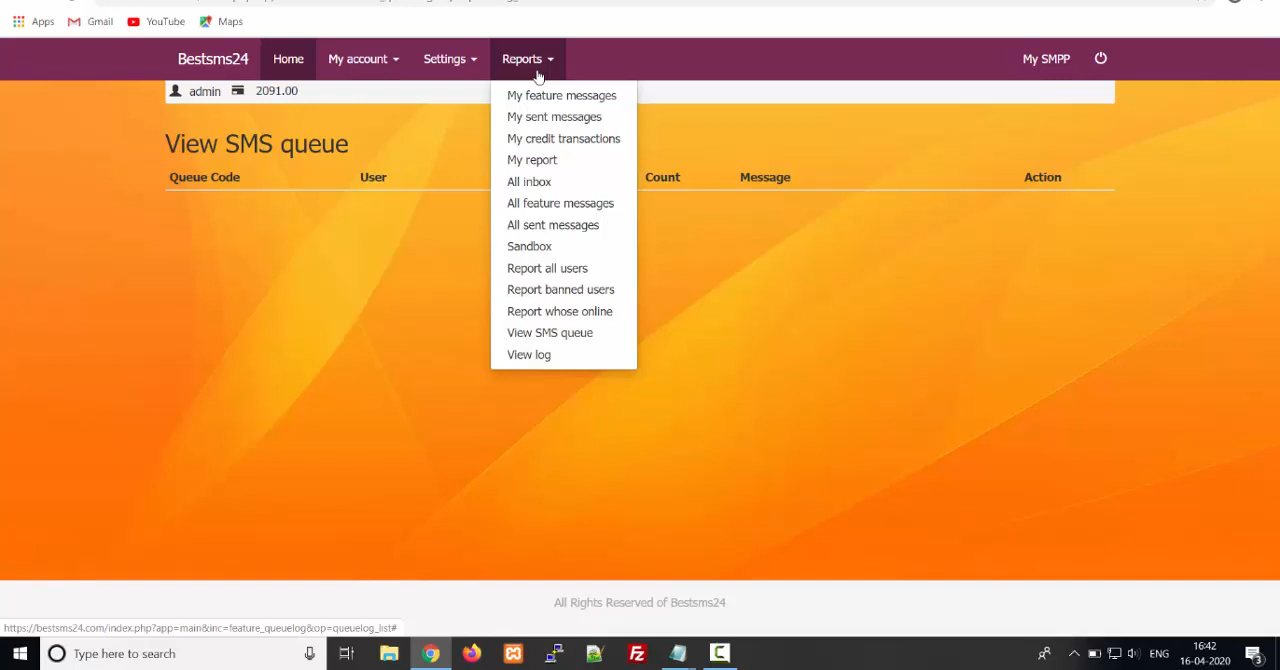 Apps Gmail YouTube Maps
Bestsms24 Home My account Settings Reports My SMPP
admin 2091.00
My feature messages
My sent messages
My credit transactions
My report
All inbox
All feature messages
All sent messages
Sandbox
Report all users
Report banned users
Report whose online
View SMS queue
View log
View SMS queue
Queue Code User Count Message Action
All Rights Reserved of Bestsms24
https://bestsms24.com/index.php?app=main&inc=feature_queuelog&op=queuelog_list#
Type here to search
ENG
16:42
16-04-2020
3